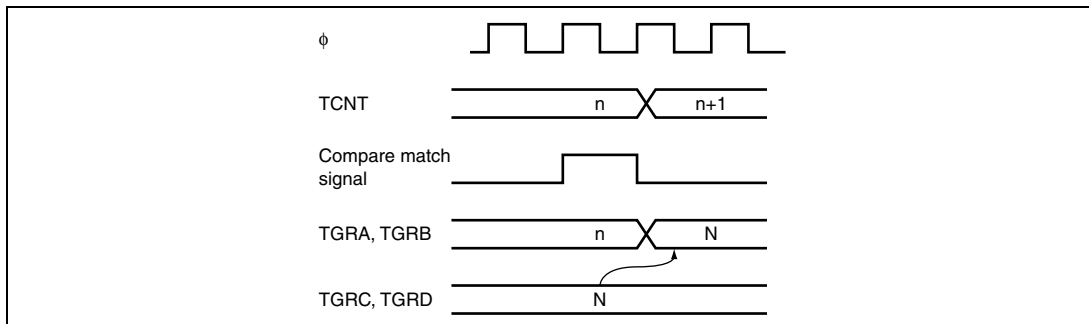 ϕ
TCNT n n+1
Compare match
signal
TGRA, TGRB n N
TGRC, TGRD N